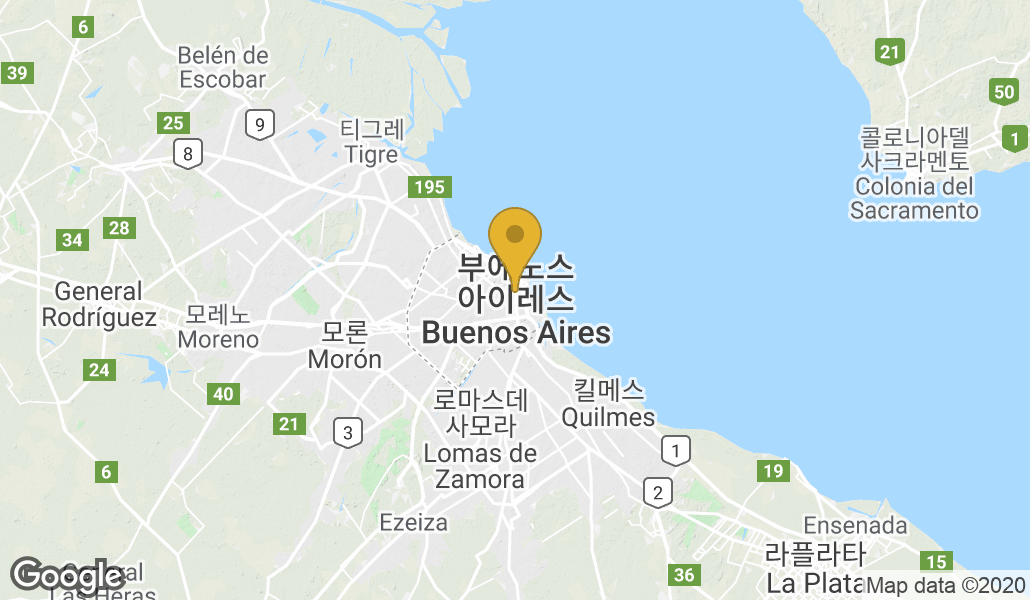 6
Belén de
Escobar
21
39
50
25
9
티그레
Tigre
콜로니아델
사크라멘토
Colonia del
Sacramento
1
8
195
28
34
부에노스
아이레스
Buenos Aires
General
Rodríguez
모레노
Moreno
모론
Morón
24
40
킬메스
Quilmes
로마스데
사모라
Lomas de
Zamora
21
3
1
6
19
2
Ezeiza
Ensenada
라플라타
La Plata
15
36
General
Las Heras
Google
Map data ©2020